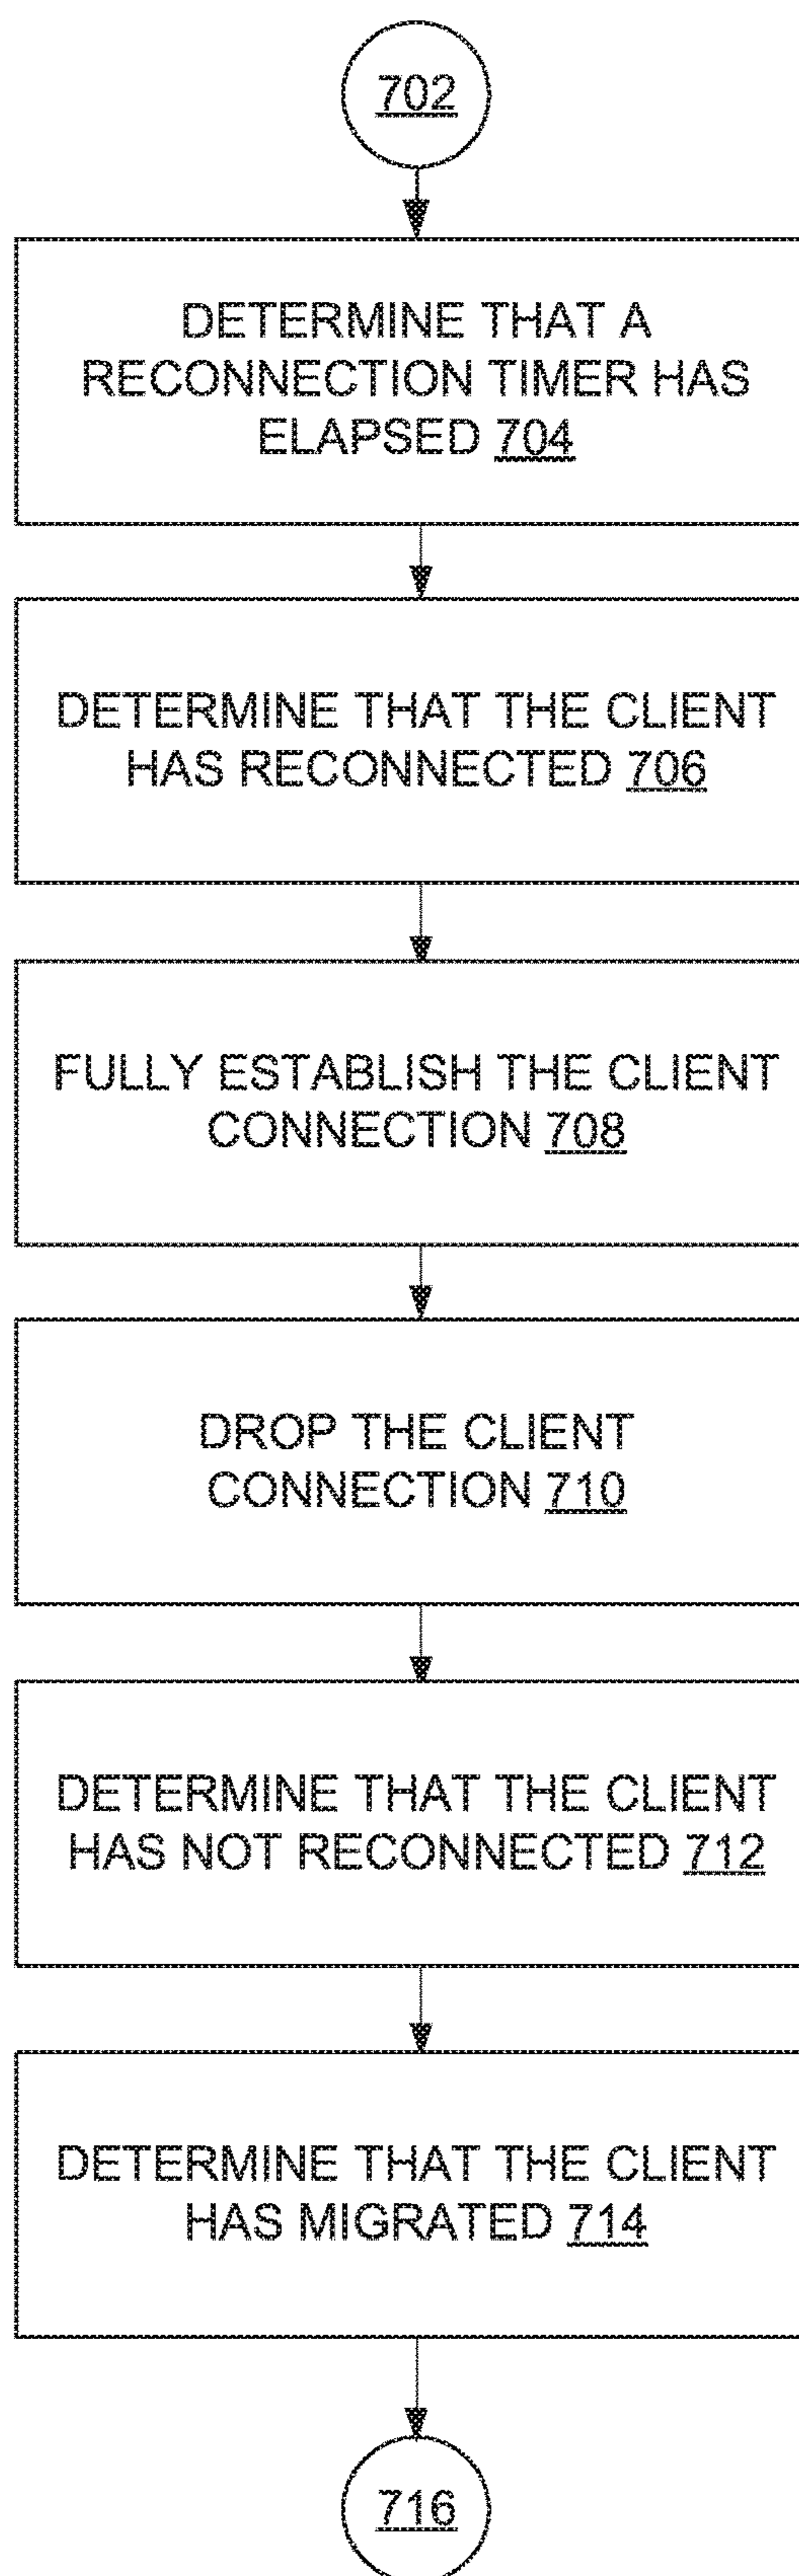 702
DETERMINE THAT A
RECONNECTION TIMER HAS
ELAPSED 704
DETERMINE THAT THE CLIENT
HAS RECONNECTED 706
FULLY ESTABLISH THE CLIENT
CONNECTION 708
DROP THE CLIENT
CONNECTION 710
DETERMINE THAT THE CLIENT
HAS NOT RECONNECTED 712
DETERMINE THAT THE CLIENT
HAS MIGRATED 714
716